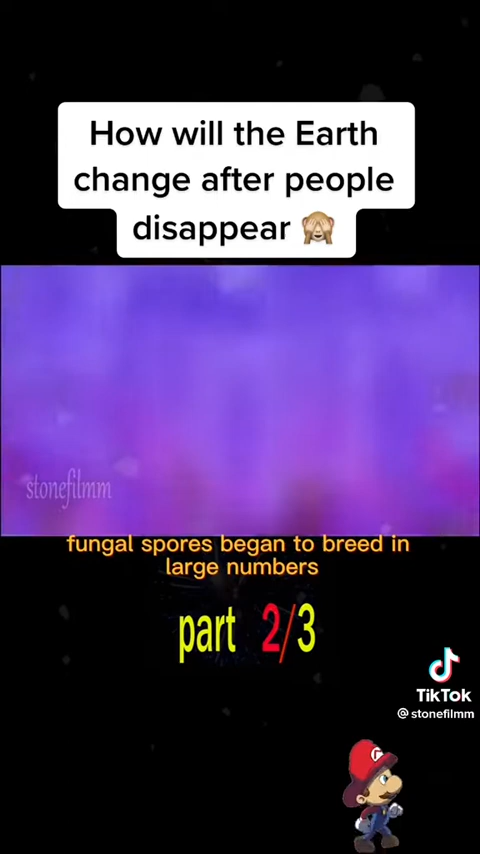 How will the Earth
change after people
disappear 🙈
stonefilmm
fungal spores began to breed in
large numbers
part 2/3
TikTok
@stonefilmm